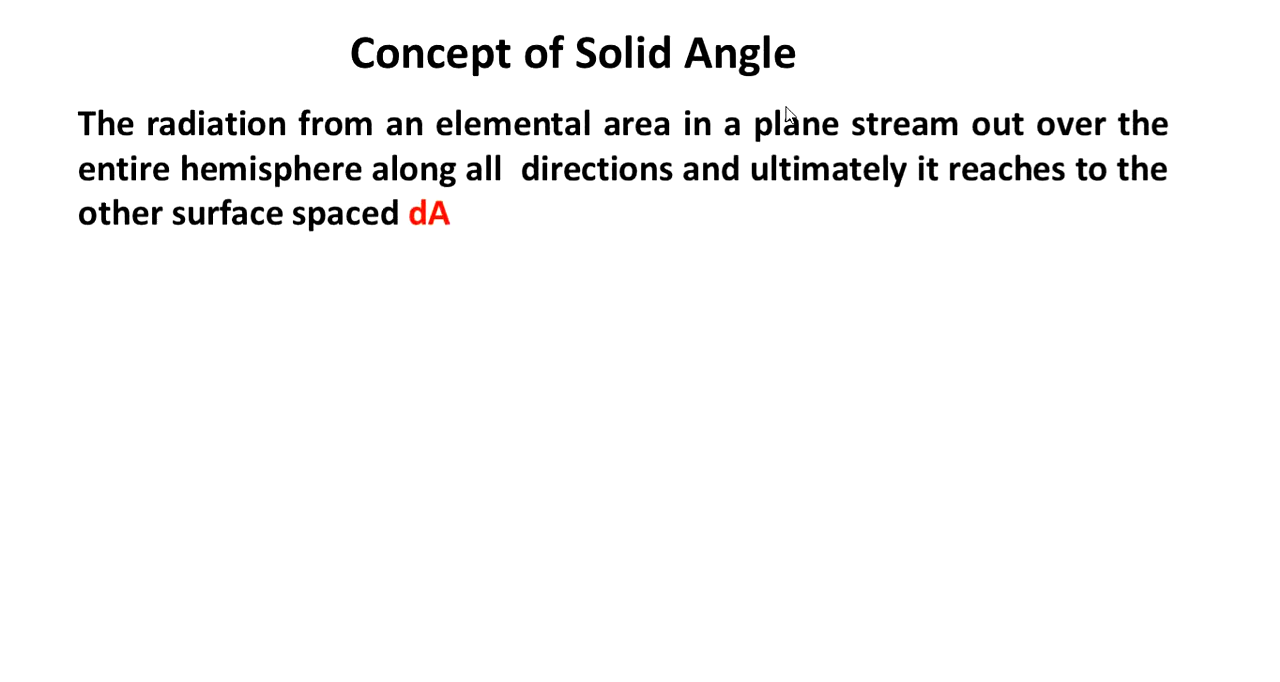 Concept of Solid Angle
The radiation from an elemental area in a plane stream out over the
entire hemisphere along all directions and ultimately it reaches to the
other surface spaced dA